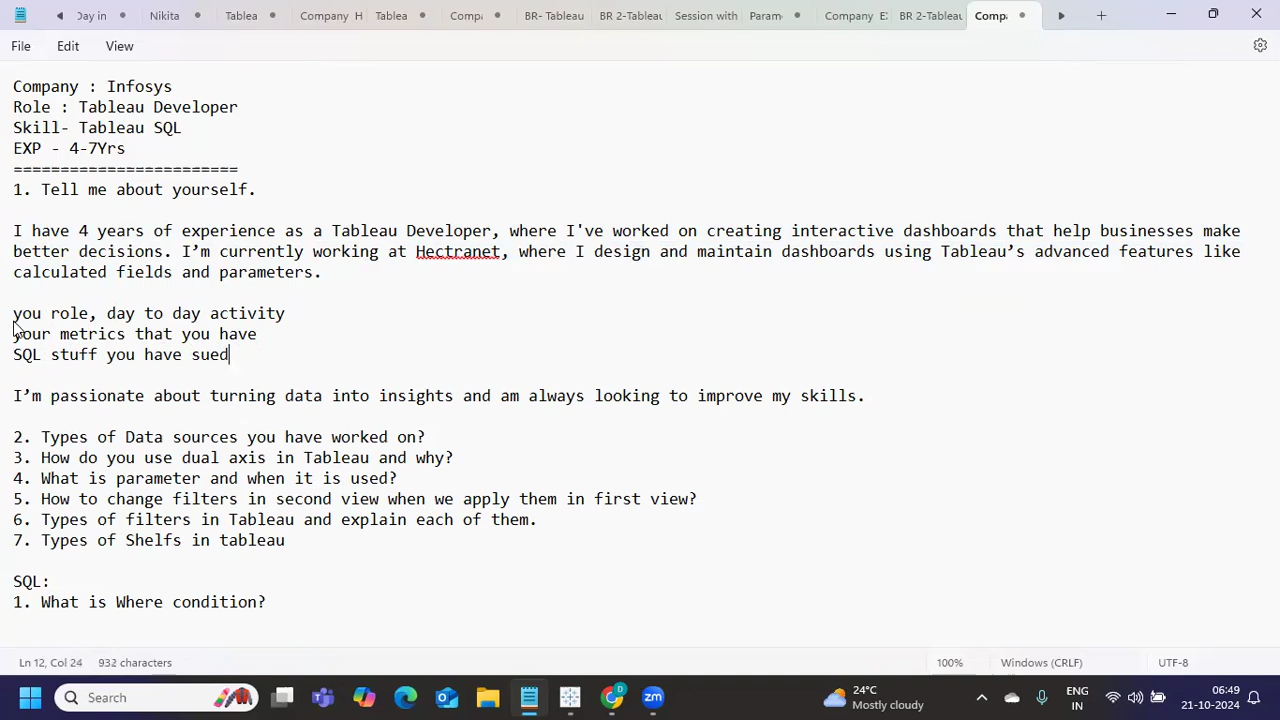 Day in
Nikita
Tablea
Company H
Tablea
Compa
BR- Tableau
BR 2-Tableau
Session with
Param
Company E
BR 2-Tableau
Compa
File
Edit
View
Company : Infosys
Role : Tableau Developer
Skill- Tableau SQL
EXP - 4-7Yrs
========================
1. Tell me about yourself.
I have 4 years of experience as a Tableau Developer, where I've worked on creating interactive dashboards that help businesses make
better decisions. I’m currently working at Hectranet, where I design and maintain dashboards using Tableau’s advanced features like
calculated fields and parameters.
you role, day to day activity
your metrics that you have
SQL stuff you have sued
I’m passionate about turning data into insights and am always looking to improve my skills.
2. Types of Data sources you have worked on?
3. How do you use dual axis in Tableau and why?
4. What is parameter and when it is used?
5. How to change filters in second view when we apply them in first view?
6. Types of filters in Tableau and explain each of them.
7. Types of Shelfs in tableau
SQL:
1. What is Where condition?
Ln 12, Col 24
932 characters
100%
Windows (CRLF)
UTF-8
Search
zm
24°C
Mostly cloudy
ENG
IN
06:49
21-10-2024